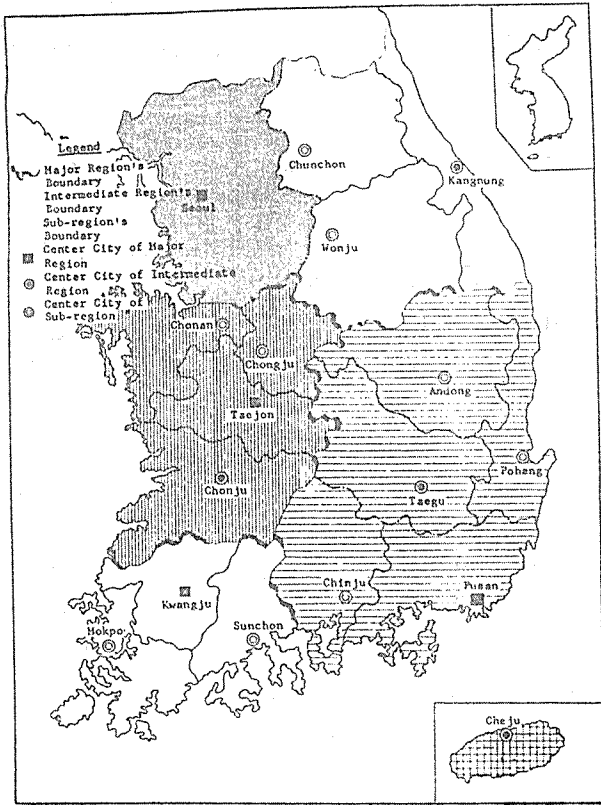 Legend
Major Region's
Boundary
Intermediate Region's
Boundary
Sub-region's
Boundary
Center City of Major
Region
Center City of Intermediate
Region
Center City of
Sub-region
Seoul
Chunchon
Kangnung
Wonju
Chonan
Chongju
Taejon
Andong
Pohang
Chonju
Taegu
Kwangju
Chinju
Pusan
Mokpo
Sunchon
Cheju